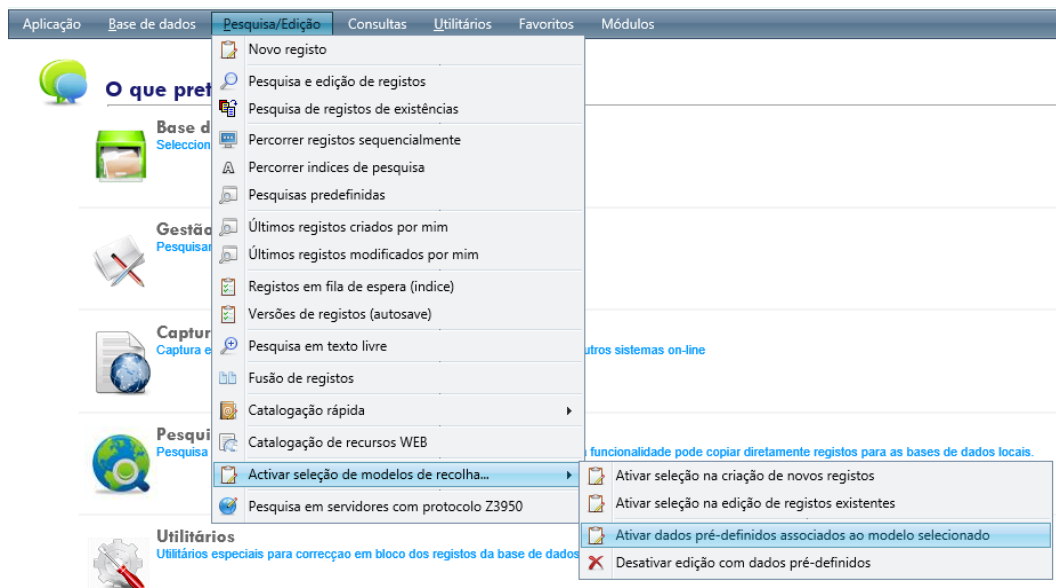 Aplicação Base de dados Pesquisa/Edição Consultas Utilitários Favoritos Módulos
Novo registo
Pesquisa e edição de registos
O que pret
Pesquisa de registos de existências
Base d
Seleccion
Percorrer registos sequencialmente
Percorrer indices de pesquisa
Pesquisas predefinidas
Gestão
Pesquisar
Últimos registos criados por mim
Últimos registos modificados por mim
Registos em fila de espera (indice)
Versões de registos (autosave)
Captur
Captura e
Pesquisa em texto livre
utros sistemas on-line
Fusão de registos
Catalogação rápida
Pesqui
Catalogação de recursos WEB
Pesquisa
funcionalidade pode copiar diretamente registos para as bases de dados locais.
Activar seleção de modelos de recolha...
Ativar seleção na criação de novos registos
Pesquisa em servidores com protocolo Z3950
Ativar seleção na edição de registos existentes
Utilitários
Ativar dados pré-definidos associados ao modelo selecionado
Utilitários especiais para correcçao em bloco dos registos da base de dados
Desativar edição com dados pré-definidos